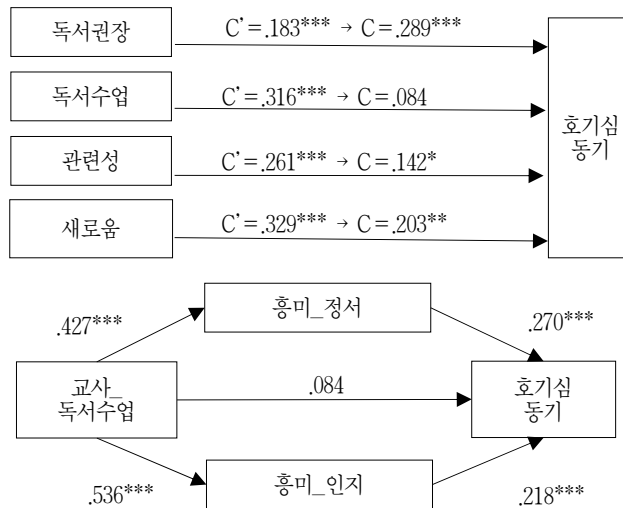 독서권장
C'=.183*** → C=.289***
독서수업
C'=.316*** → C=.084
관련성
C'=.261*** → C=.142*
새로움
C'=.329*** → C=.203**
호기심
동기
흥미_정서
.427***
.270***
교사_
독서수업
.084
호기심
동기
흥미_인지
.536***
.218***